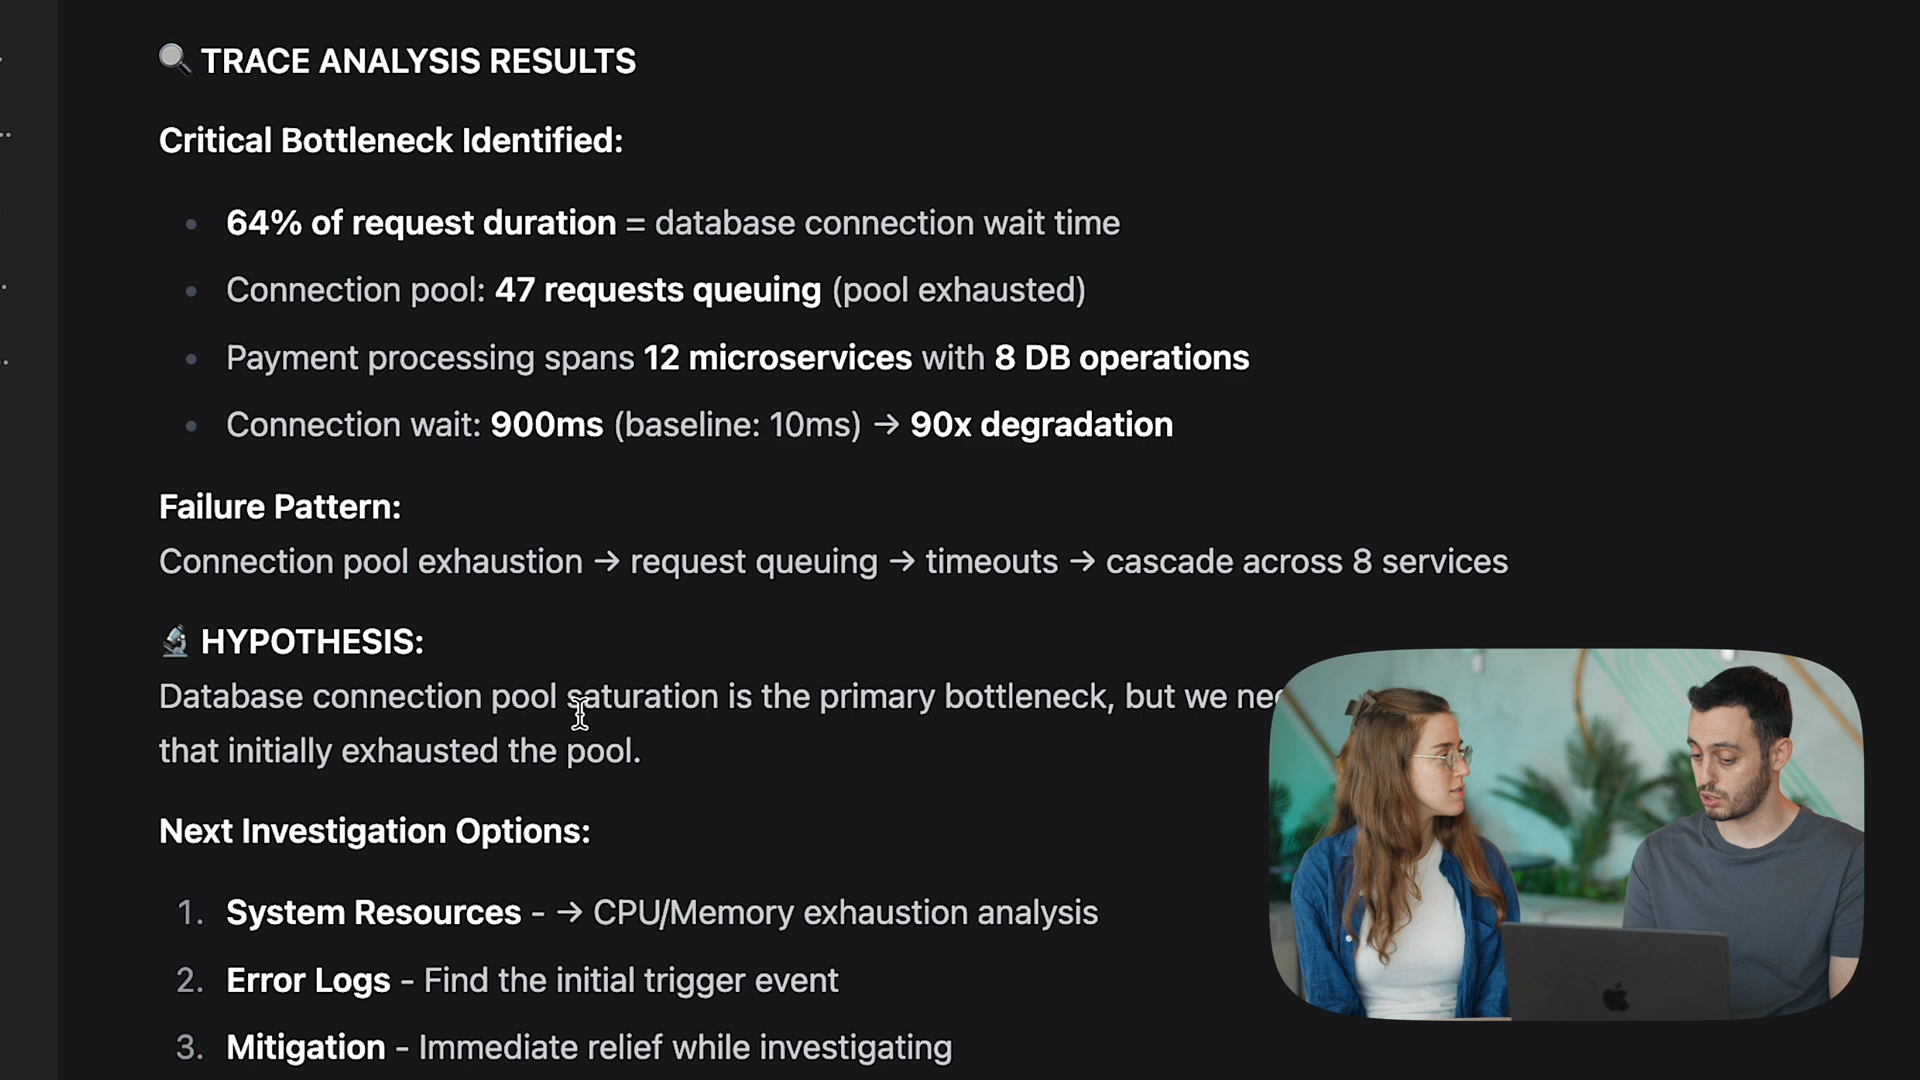 TRACE ANALYSIS RESULTS
Critical Bottleneck Identified:
• 64% of request duration = database connection wait time
• Connection pool: 47 requests queuing (pool exhausted)
• Payment processing spans 12 microservices with 8 DB operations
• Connection wait: 900ms (baseline: 10ms) → 90x degradation
Failure Pattern:
Connection pool exhaustion → request queuing → timeouts → cascade across 8 services
HYPOTHESIS:
Database connection pool saturation is the primary bottleneck, but we
that initially exhausted the pool.
Next Investigation Options:
1. System Resources - → CPU/Memory exhaustion analysis
2. Error Logs - Find the initial trigger event
3. Mitigation - Immediate relief while investigating